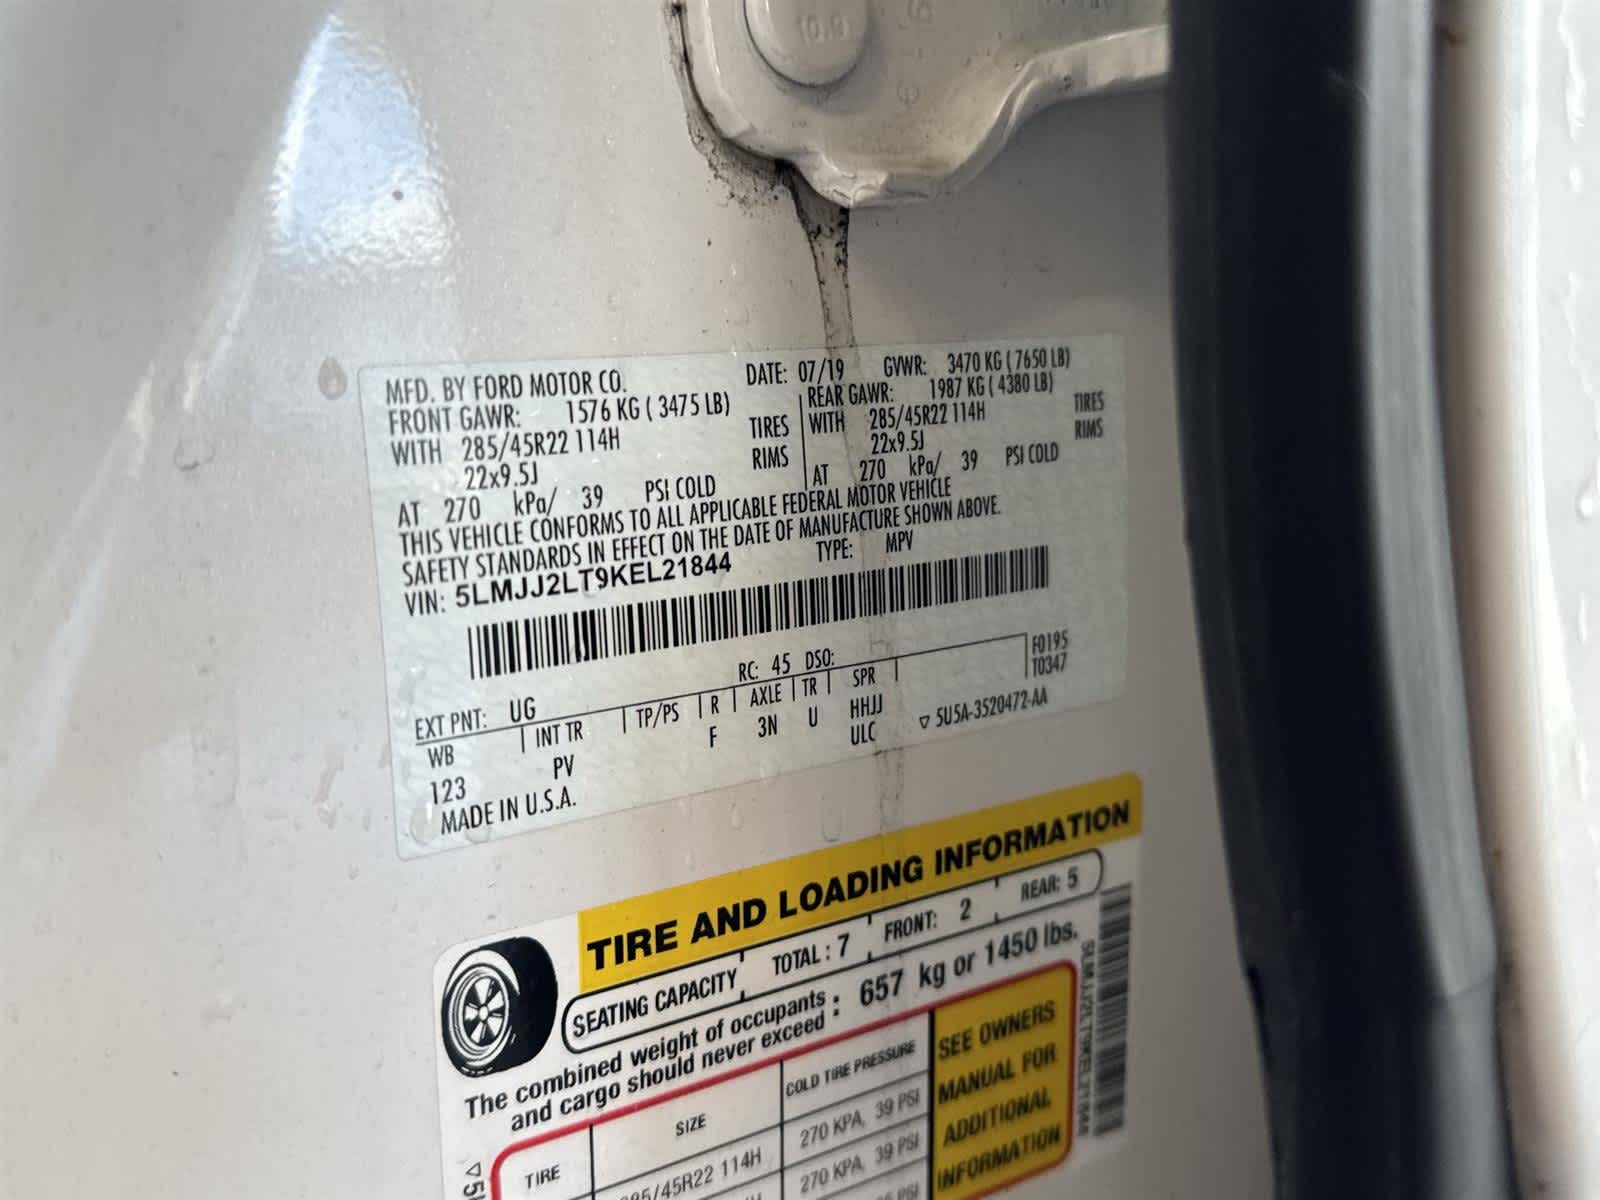 10.9
MFD. BY FORD MOTOR CO. DATE: 07/19 GVWR: 3470 KG ( 7650 LB)
FRONT GAWR: 1576 KG ( 3475 LB) REAR GAWR: 1987 KG ( 4380 LB)
WITH 285/45R22 114H TIRES WITH 285/45R22 114H TIRES
22x9.5J RIMS 22x9.5J RIMS
AT 270 kPa/ 39 PSI COLD AT 270 kPa/ 39 PSI COLD
THIS VEHICLE CONFORMS TO ALL APPLICABLE FEDERAL MOTOR VEHICLE
SAFETY STANDARDS IN EFFECT ON THE DATE OF MANUFACTURE SHOWN ABOVE.
VIN: 5LMJJ2LT9KEL21844 TYPE: MPV
EXT PNT: UG RC: 45 DSO: F0195
WB INT TR TP/PS R AXLE TR SPR T0347
123 PV F 3N U HHJJ
ULC ▽ 5U5A-3520472-AA
MADE IN U.S.A.
TIRE AND LOADING INFORMATION
SEATING CAPACITY TOTAL : 7 FRONT: 2 REAR: 5
The combined weight of occupants : 657 kg or 1450 lbs.
and cargo should never exceed :
TIRE SIZE COLD TIRE PRESSURE
285/45R22 114H 270 KPA, 39 PSI
270 KPA, 39 PSI
PSI
SEE OWNERS
MANUAL FOR
ADDITIONAL
INFORMATION
5LMJJ2LT9KEL21844